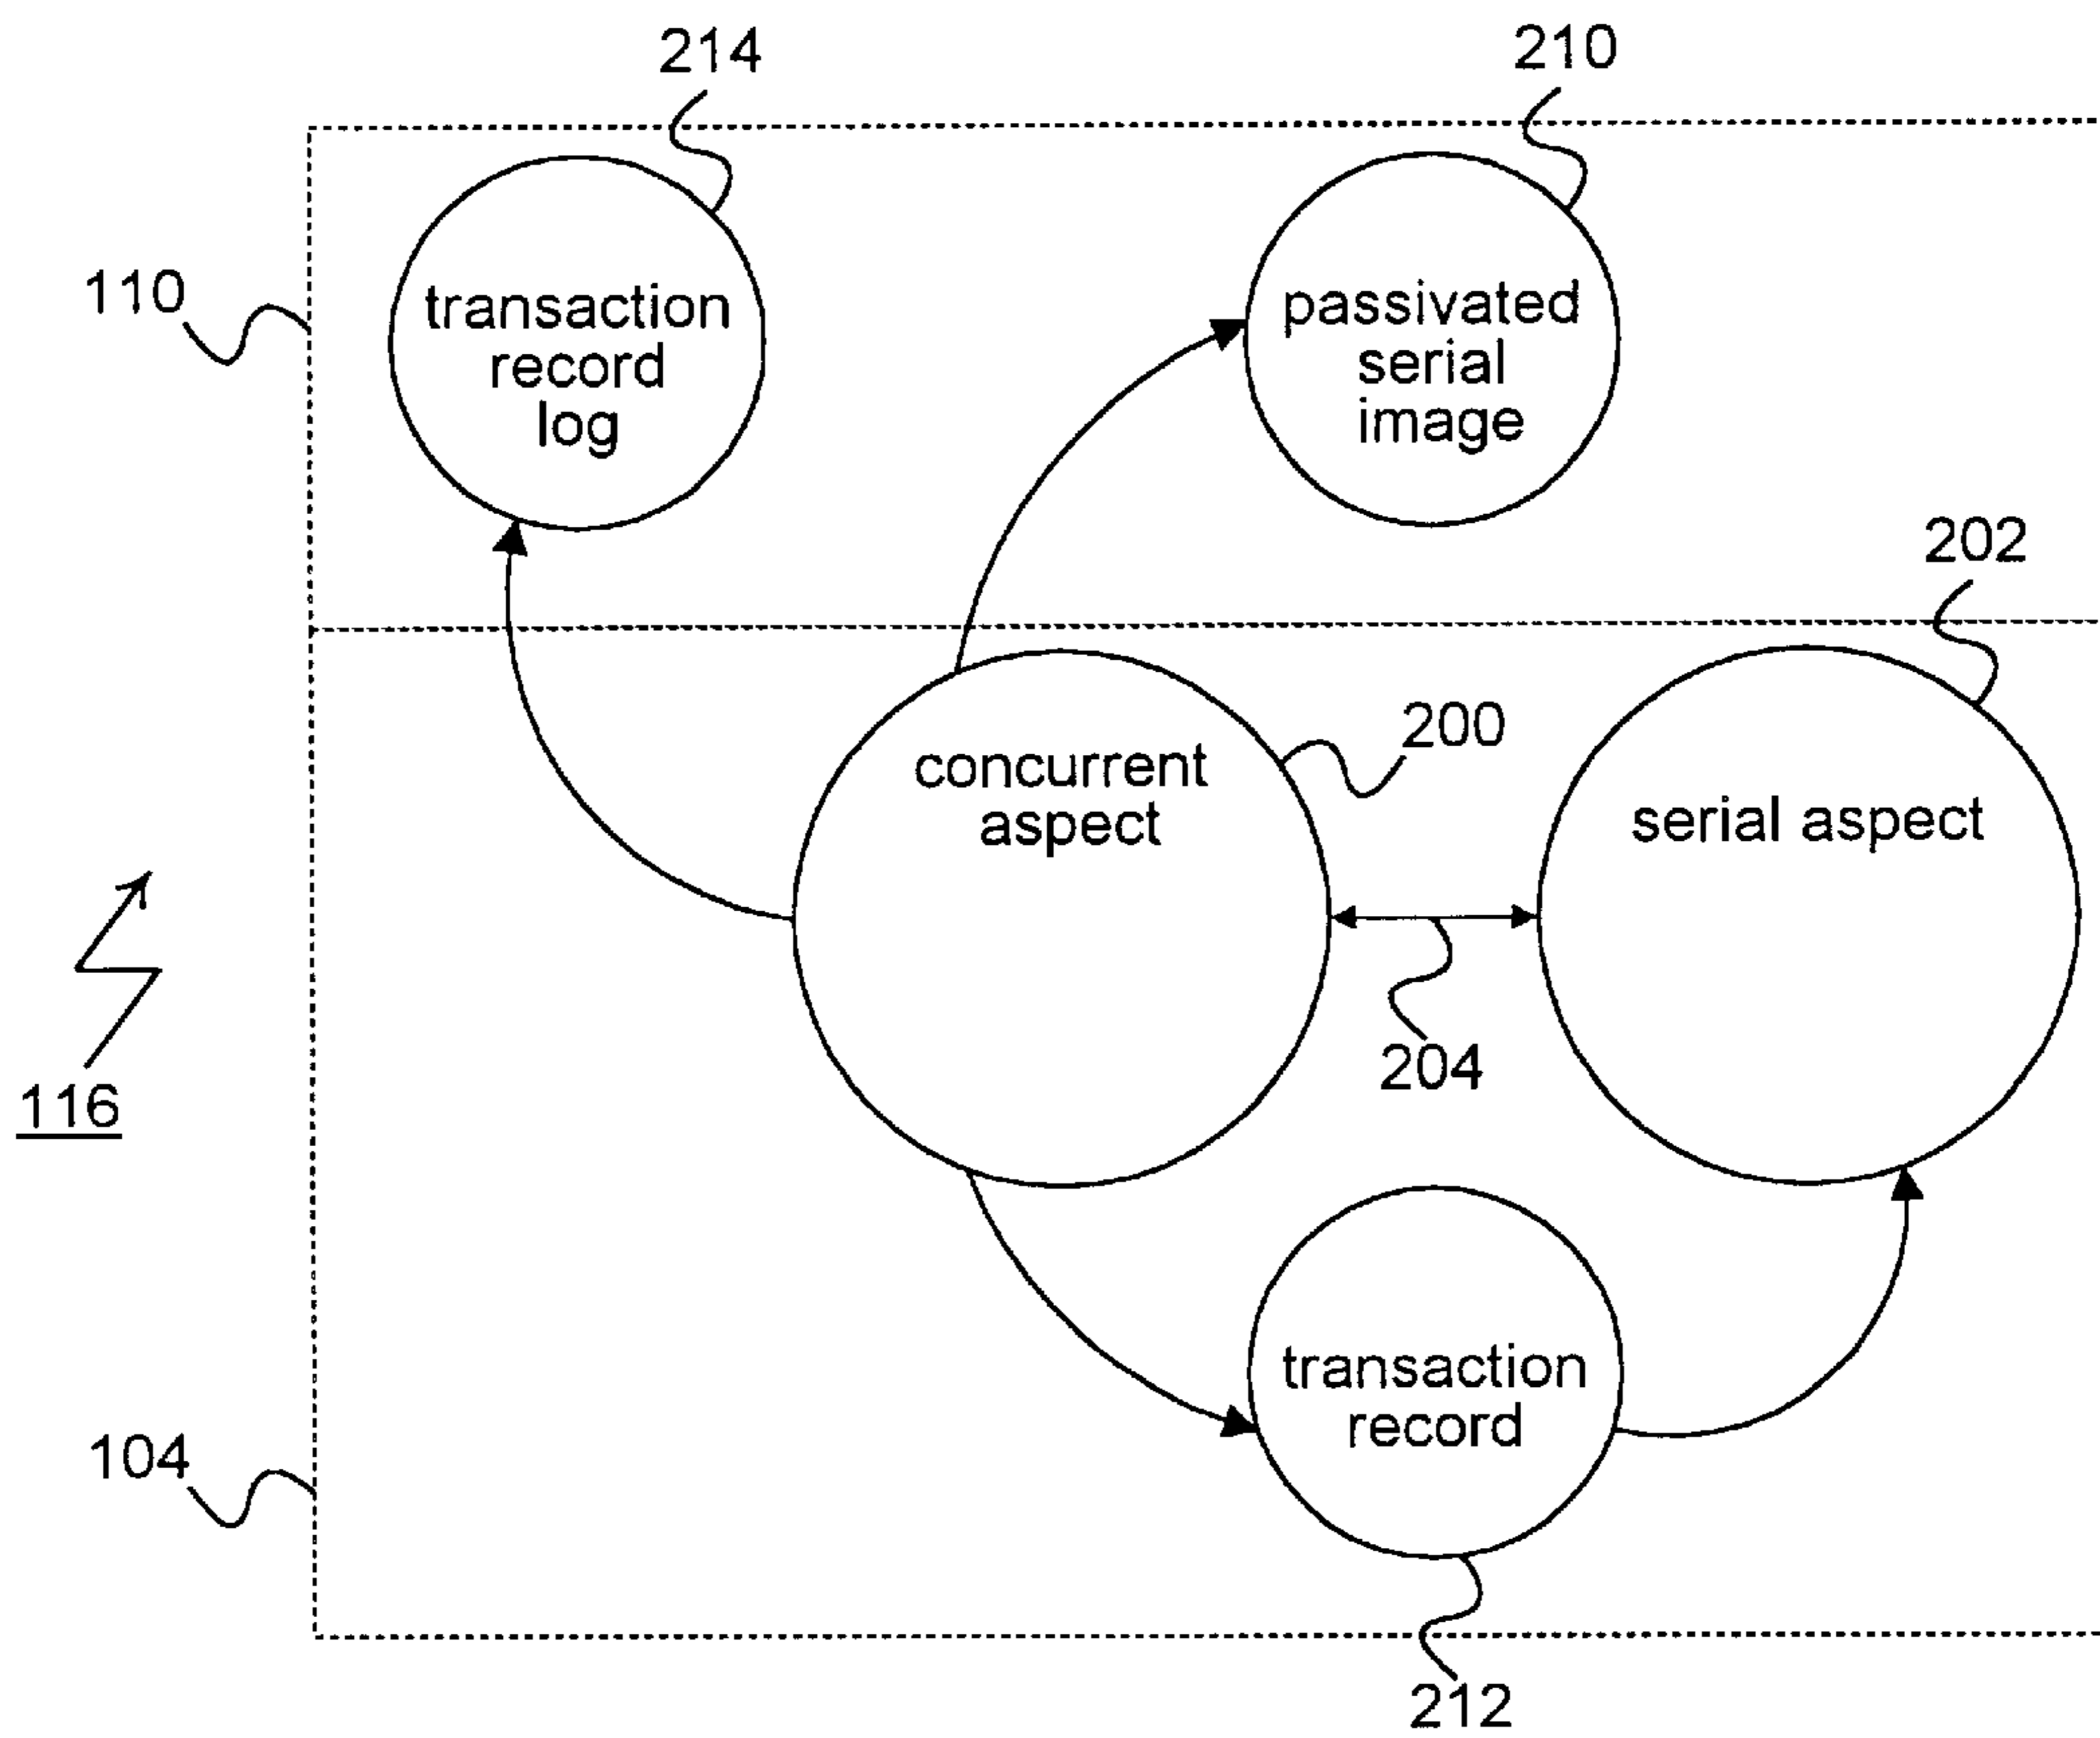 214
210
110
transaction
record
log
passivated
serial
image
202
200
concurrent
aspect
serial aspect
204
116
transaction
record
104
212